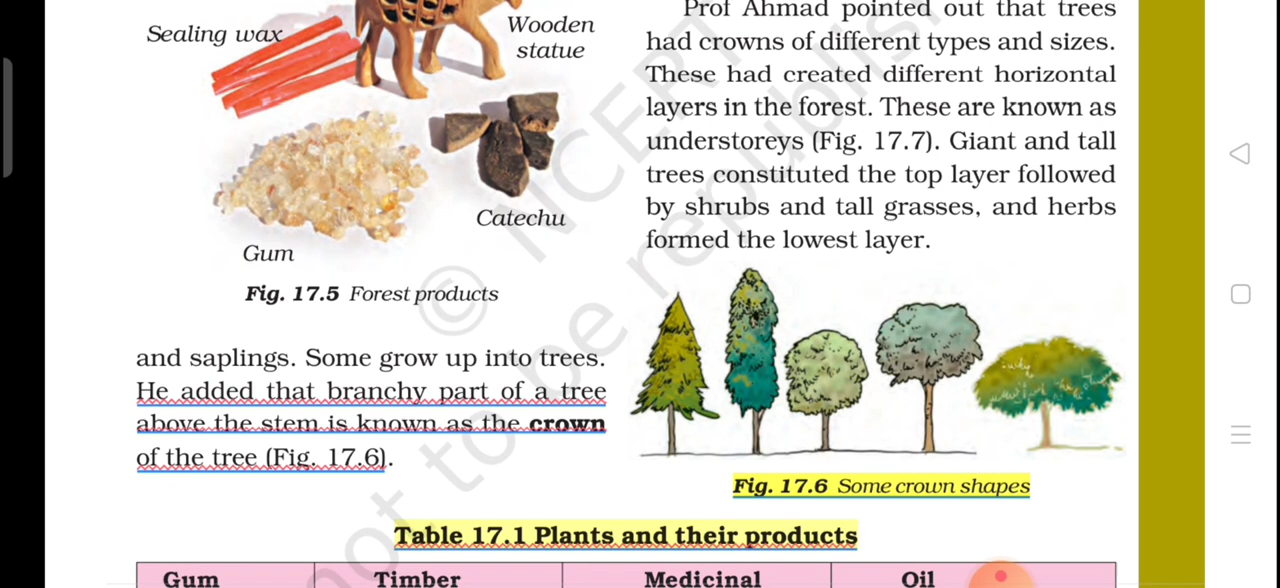 Sealing wax
Wooden
statue
Catechu
Gum
Fig. 17.5 Forest products
and saplings. Some grow up into trees.
He added that branchy part of a tree
above the stem is known as the crown
of the tree (Fig. 17.6).
Prof Ahmad pointed out that trees
had crowns of different types and sizes.
These had created different horizontal
layers in the forest. These are known as
understoreys (Fig. 17.7). Giant and tall
trees constituted the top layer followed
by shrubs and tall grasses, and herbs
formed the lowest layer.
Fig. 17.6 Some crown shapes
Table 17.1 Plants and their products
Gum
Timber
Medicinal
Oil
© NCERT
not to be republis